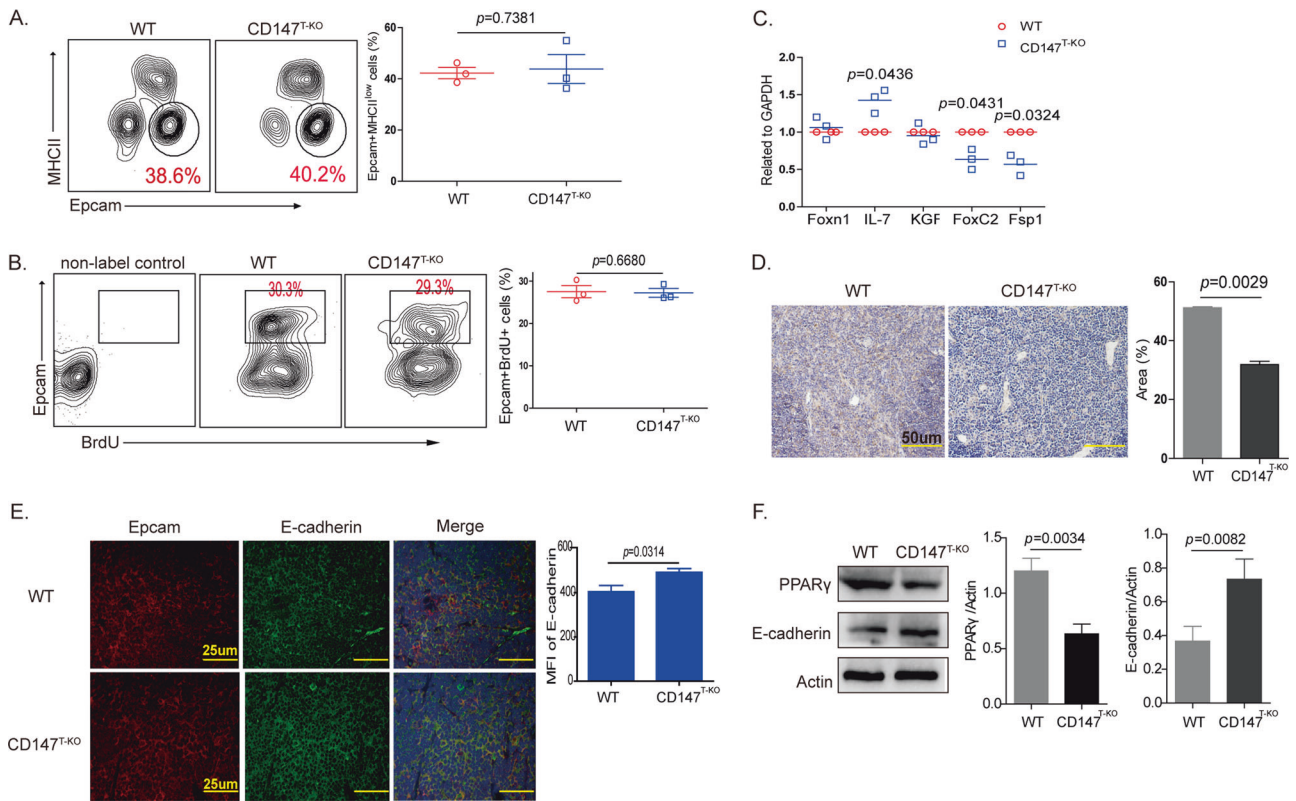 A.
WT
CD147T-KO
MHCII
38.6%
40.2%
Epcam
Epcam+MHCIIlow cells (%)
60
40
20
0
p=0.7381
WT
CD147T-KO
B.
non-label control
WT
CD147T-KO
Epcam
30.3%
29.3%
BrdU
Epcam+BrdU+ cells (%)
30
20
10
0
p=0.6680
WT
CD147T-KO
C.
WT
CD147T-KO
Related to GAPDH
2.0
1.5
1.0
0.5
0.0
p=0.0436
p=0.0431
p=0.0324
Foxn1
IL-7
KGF
FoxC2
Fsp1
D.
WT
CD147T-KO
50um
Area (%)
60
40
20
0
p=0.0029
WT
CD147T-KO
E.
Epcam
E-cadherin
Merge
WT
25um
CD147T-KO
25um
MFI of E-cadherin
600
400
200
0
p=0.0314
WT
CD147T-KO
F.
WT
CD147T-KO
PPARγ
E-cadherin
Actin
PPARγ/Actin
1.5
1.0
0.5
0.0
p=0.0034
WT
CD147T-KO
E-cadherin/Actin
1.0
0.8
0.6
0.4
0.2
0.0
p=0.0082
WT
CD147T-KO